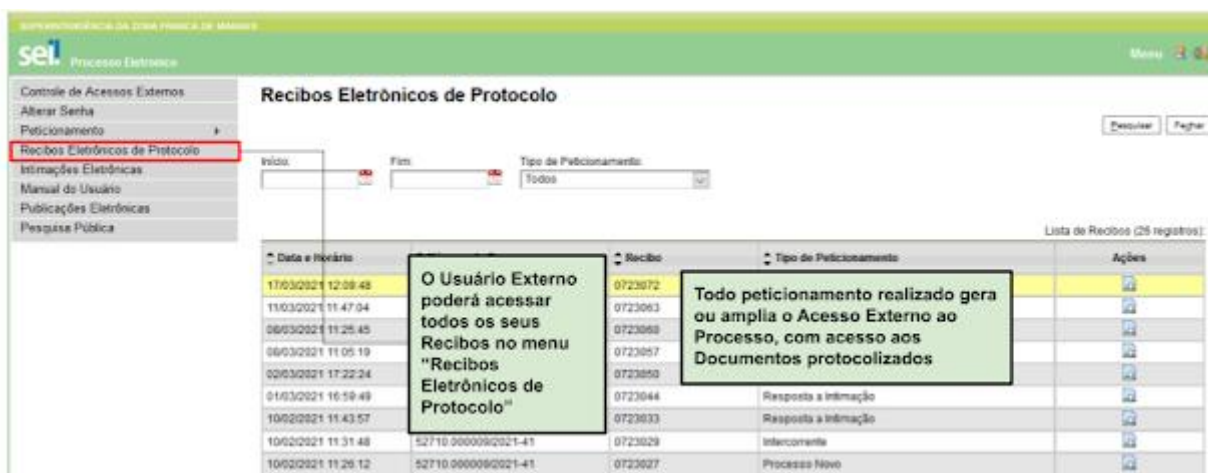 SUPERINTENDÊNCIA DA ZONA FRANCA DE MANAUS
sei. Processo Eletrônico
Menu
Controle de Acessos Externos
Alterar Senha
Peticionamento
Recibos Eletrônicos de Protocolo
Intimações Eletrônicas
Manual do Usuário
Publicações Eletrônicas
Pesquisa Pública
Recibos Eletrônicos de Protocolo
Pesquisar Fechar
Início: Fim: Tipo de Peticionamento:
Todos
Lista de Recibos (25 registros):
Data e Horário Recibo Tipo de Peticionamento Ações
17/03/2021 12:09:48 0723072
11/03/2021 11:47:04 0723063
08/03/2021 11:25:45 0723060
08/03/2021 11:05:19 0723057
02/03/2021 17:22:24 0723050
01/03/2021 16:59:49 0723044 Resposta a Intimação
10/02/2021 11:43:57 0723033 Resposta a Intimação
10/02/2021 11:31:48 52710.000009/2021-41 0723029 Intercorrente
10/02/2021 11:26:12 52710.000009/2021-41 0723027 Processo Novo
O Usuário Externo
poderá acessar
todos os seus
Recibos no menu
“Recibos
Eletrônicos de
Protocolo”
Todo peticionamento realizado gera
ou amplia o Acesso Externo ao
Processo, com acesso aos
Documentos protocolizados